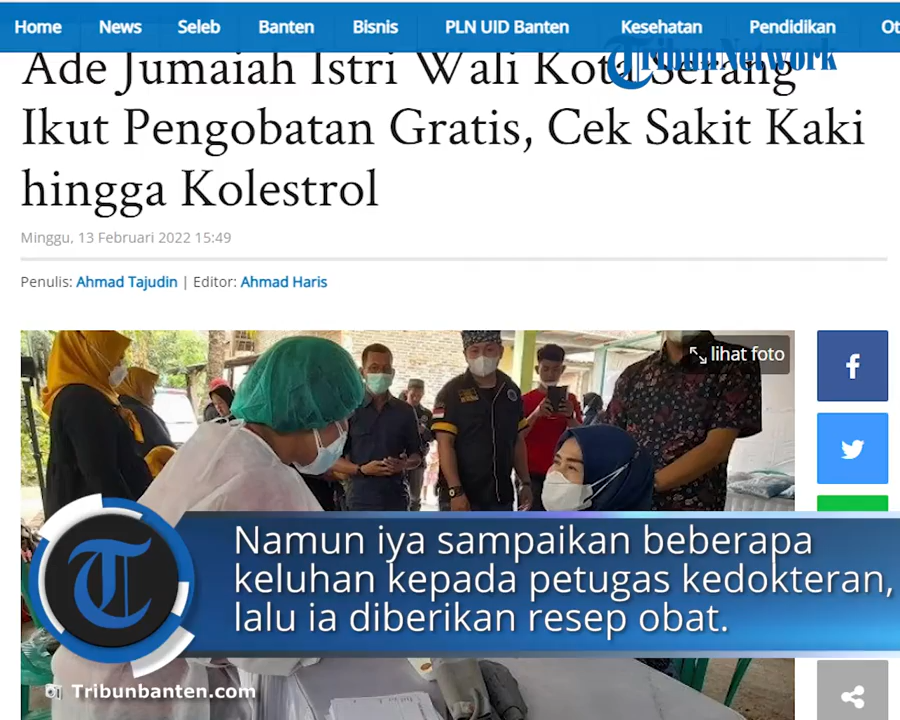 Home News Seleb Banten Bisnis PLN UID Banten Kesehatan Pendidikan Ot
TribunNetwork
Ade Jumaiah Istri Wali Kota Serang
Ikut Pengobatan Gratis, Cek Sakit Kaki
hingga Kolestrol
Minggu, 13 Februari 2022 15:49
Penulis: Ahmad Tajudin | Editor: Ahmad Haris
lihat foto
Namun iya sampaikan beberapa
keluhan kepada petugas kedokteran,
lalu ia diberikan resep obat.
Tribunbanten.com